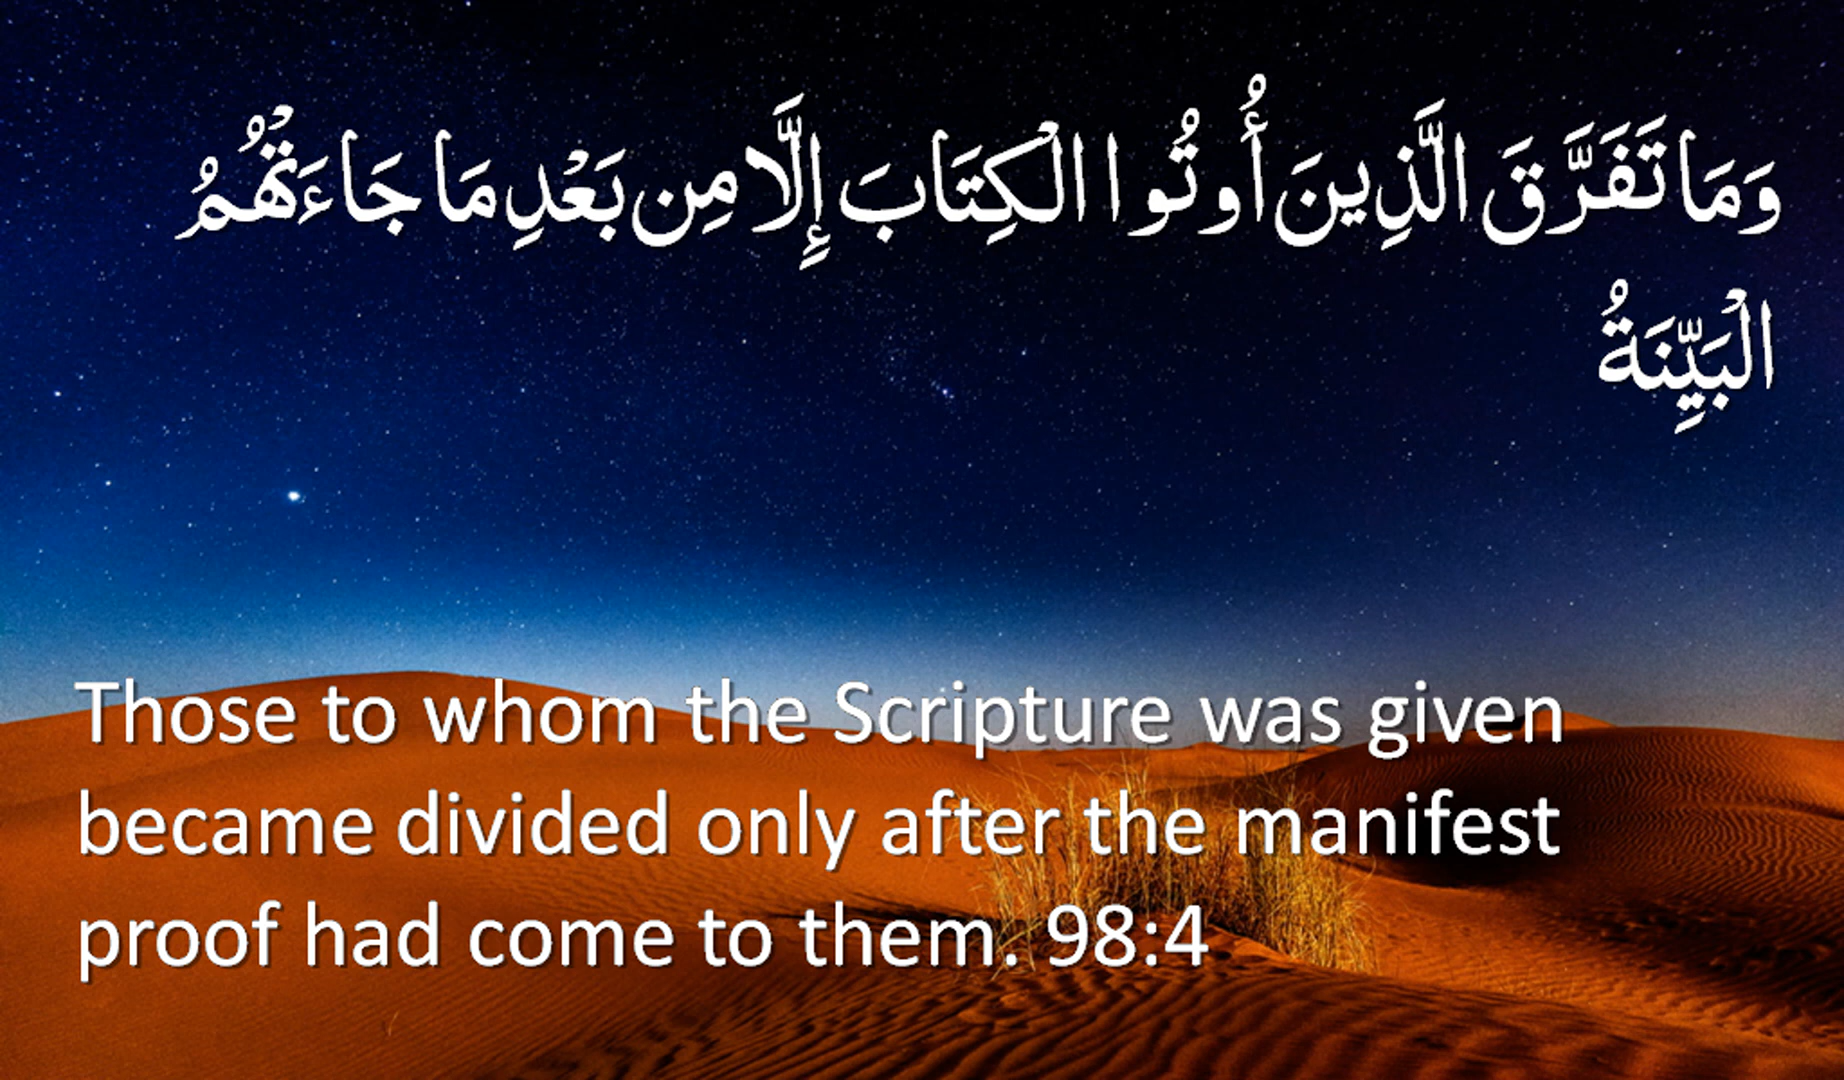 وَمَا تَفَرَّقَ الَّذِينَ أُوتُوا الْكِتَابَ إِلَّا مِن بَعْدِ مَا جَاءَتْهُمُ
الْبَيِّنَةُ
Those to whom the Scripture was given
became divided only after the manifest
proof had come to them. 98:4